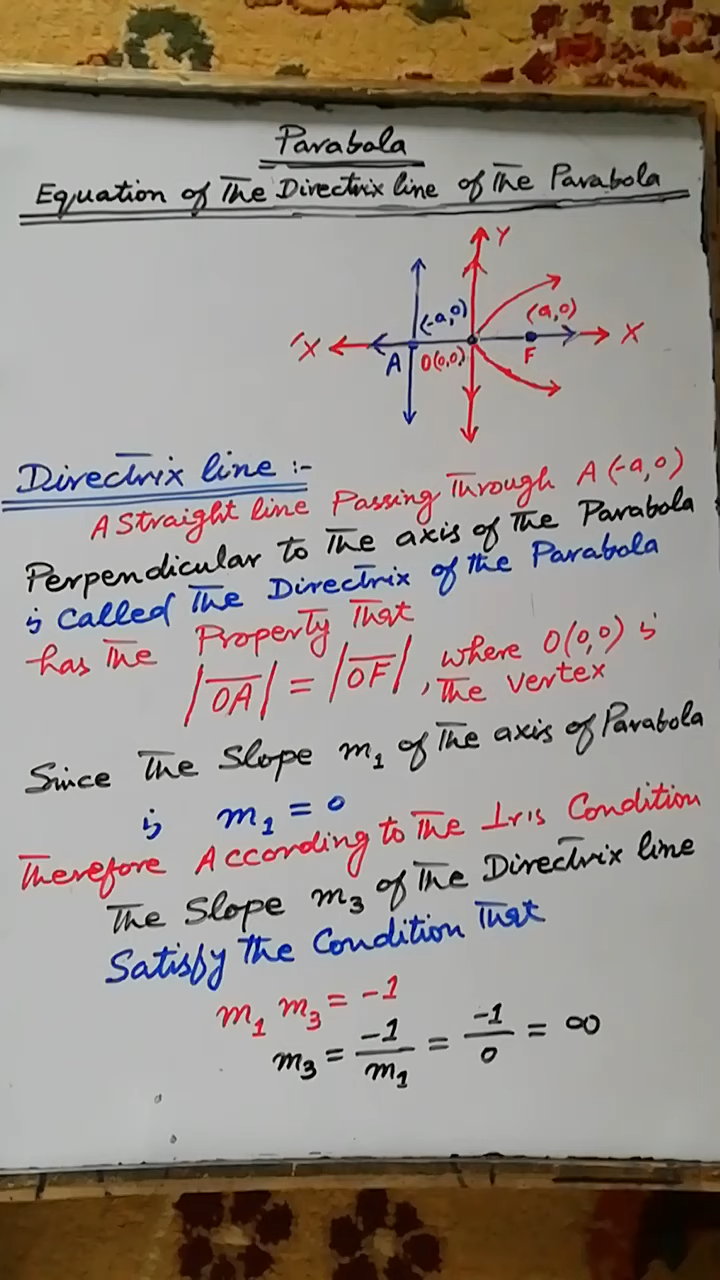 Parabola
Equation of The Directrix line of The Parabola
Y
(-a,0) (a,0)
'X A O(0,0) F X
Directrix line :-
A Straight line Passing Through A (-a,0)
Perpendicular to The axis of The Parabola
is Called The Directrix of the Parabola
has The Property That
|OA| = |OF|, where O(0,0) is
The vertex
Since The Slope m₁ of The axis of Parabola
is m₁ = 0
Therefore According to The ⊥ris Condition
The Slope m₃ of The Directrix line
Satisfy the Condition That
m₁ m₃ = -1
m₃ = -1/m₁ = -1/0 = ∞